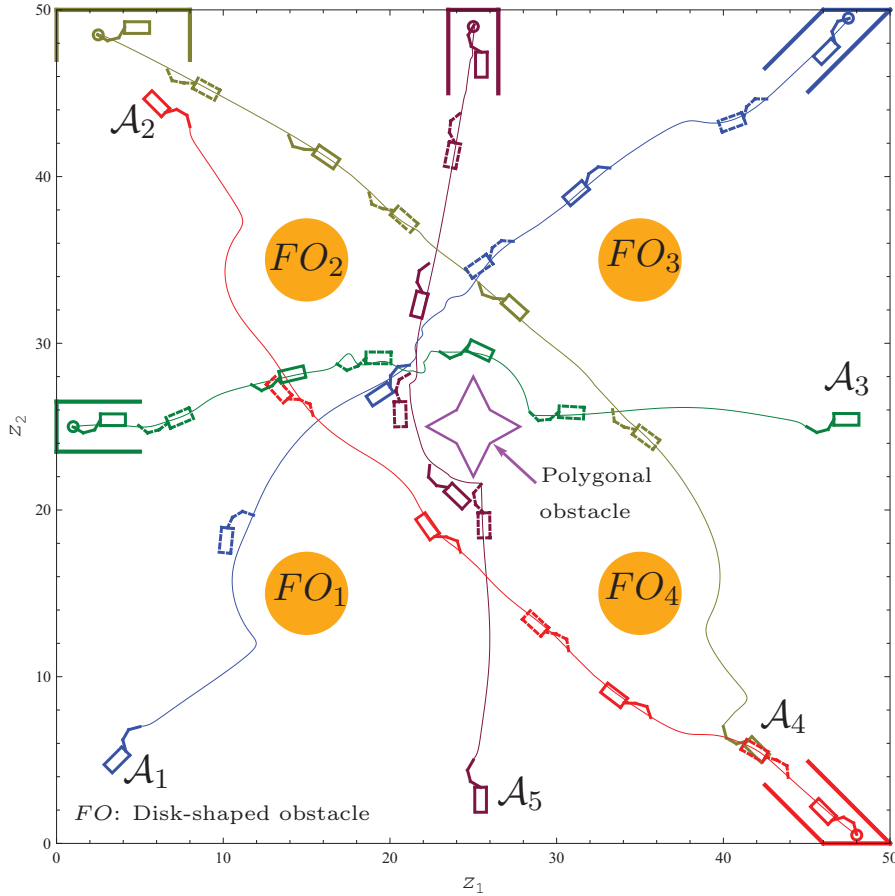 50
40
30
20
10
0
z₂
0
10
20
30
40
50
z₁
𝒜₂
FO₂
FO₃
𝒜₃
Polygonal
obstacle
FO₁
FO₄
𝒜₁
𝒜₅
𝒜₄
FO: Disk-shaped obstacle